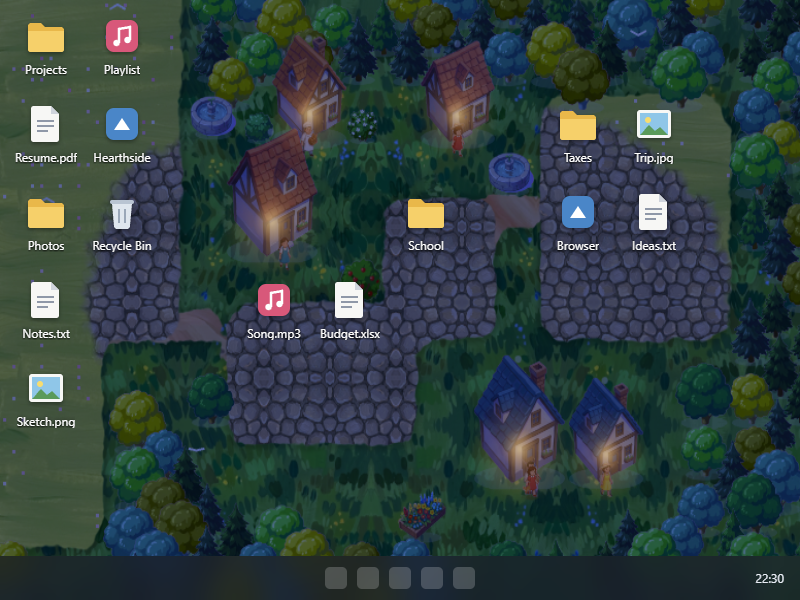 Projects
Playlist
Resume.pdf
Hearthside
Taxes
Trip.jpg
Photos
Recycle Bin
School
Browser
Ideas.txt
Notes.txt
Song.mp3
Budget.xlsx
Sketch.png
22:30